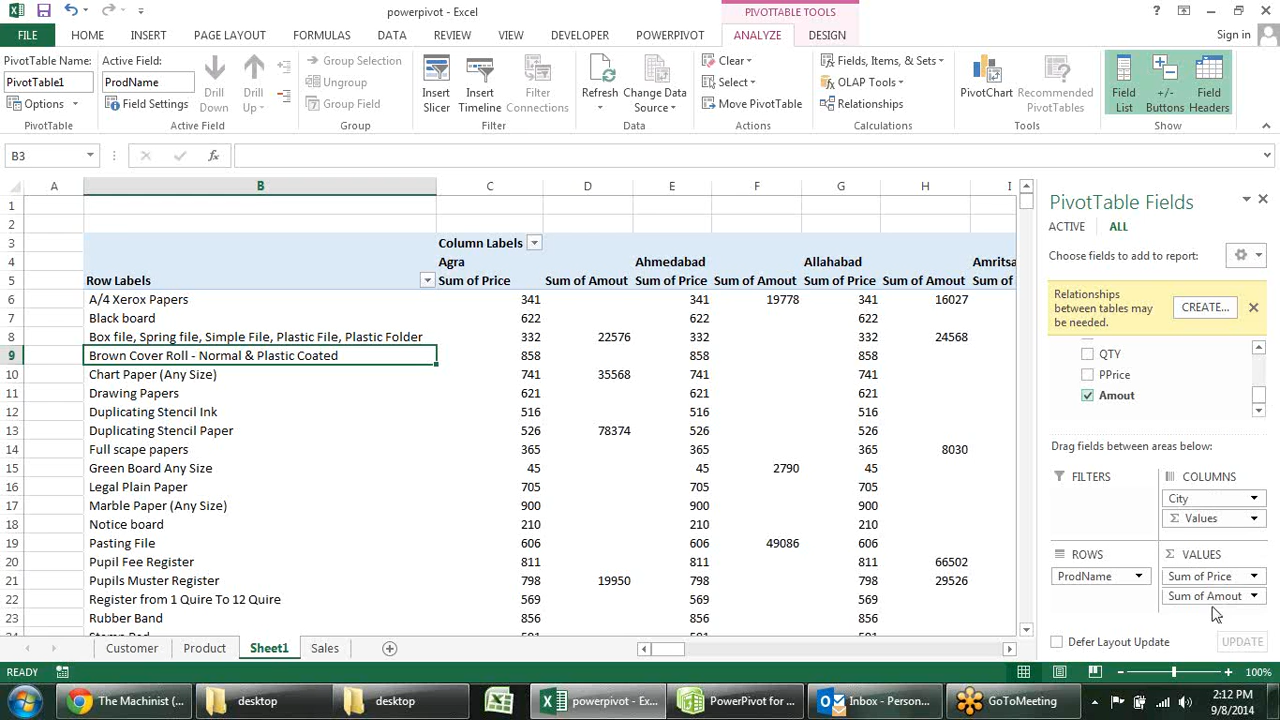 powerpivot - Excel
PIVOTTABLE TOOLS
FILE HOME INSERT PAGE LAYOUT FORMULAS DATA REVIEW VIEW DEVELOPER POWERPIVOT ANALYZE DESIGN
Sign in
PivotTable Name:
PivotTable1
Options
PivotTable
Active Field:
ProdName
Field Settings
Drill Down
Drill Up
Active Field
Group Selection
Ungroup
Group Field
Group
Insert Slicer
Insert Timeline
Filter Connections
Filter
Refresh
Change Data Source
Data
Clear
Select
Move PivotTable
Actions
Fields, Items, & Sets
OLAP Tools
Relationships
Calculations
PivotChart
Recommended PivotTables
Tools
Field List
+/- Buttons
Field Headers
Show
B3
fx
A B C D E F G H I
1
2
3 Column Labels
4 Agra Ahmedabad Allahabad Amritsa
5 Row Labels Sum of Price Sum of Amout Sum of Price Sum of Amout Sum of Price Sum of Amout Sum of
6 A/4 Xerox Papers 341 341 19778 341 16027
7 Black board 622 622 622
8 Box file, Spring file, Simple File, Plastic File, Plastic Folder 332 22576 332 332 24568
9 Brown Cover Roll - Normal & Plastic Coated 858 858 858
10 Chart Paper (Any Size) 741 35568 741 741
11 Drawing Papers 621 621 621
12 Duplicating Stencil Ink 516 516 516
13 Duplicating Stencil Paper 526 78374 526 526
14 Full scape papers 365 365 365 8030
15 Green Board Any Size 45 45 2790 45
16 Legal Plain Paper 705 705 705
17 Marble Paper (Any Size) 900 900 900
18 Notice board 210 210 210
19 Pasting File 606 606 49086 606
20 Pupil Fee Register 811 811 811 66502
21 Pupils Muster Register 798 19950 798 798 29526
22 Register from 1 Quire To 12 Quire 569 569 569
23 Rubber Band 856 856 856
PivotTable Fields
ACTIVE ALL
Choose fields to add to report:
Relationships between tables may be needed.
CREATE...
QTY
PPrice
Amout
Drag fields between areas below:
FILTERS
COLUMNS
City
Σ Values
ROWS
ProdName
Σ VALUES
Sum of Price
Sum of Amout
Defer Layout Update
UPDATE
Customer Product Sheet1 Sales
READY
100%
The Machinist (...
desktop
desktop
powerpivot - Exc...
PowerPivot for ...
Inbox - Person...
GoToMeeting
2:12 PM
9/8/2014